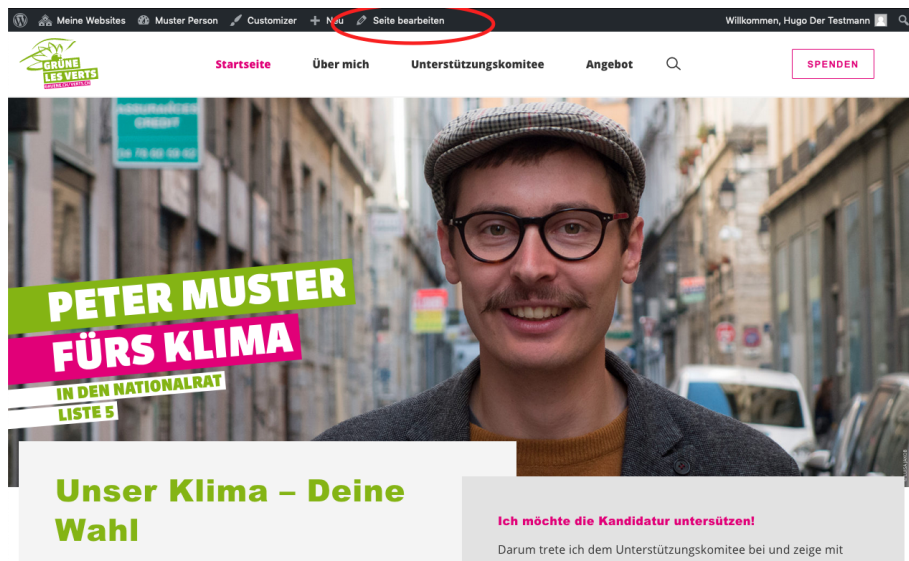 Meine Websites Muster Person Customizer Neu Seite bearbeiten Willkommen, Hugo Der Testmann
GRÜNE
LES VERTS
Startseite Über mich Unterstützungskomitee Angebot SPENDEN
ASSURANCES
CREDIT
PETER MUSTER
FÜRS KLIMA
IN DEN NATIONALRAT
LISTE 5
Unser Klima – Deine
Wahl
Ich möchte die Kandidatur untersützen!
Darum trete ich dem Unterstützungskomitee bei und zeige mit